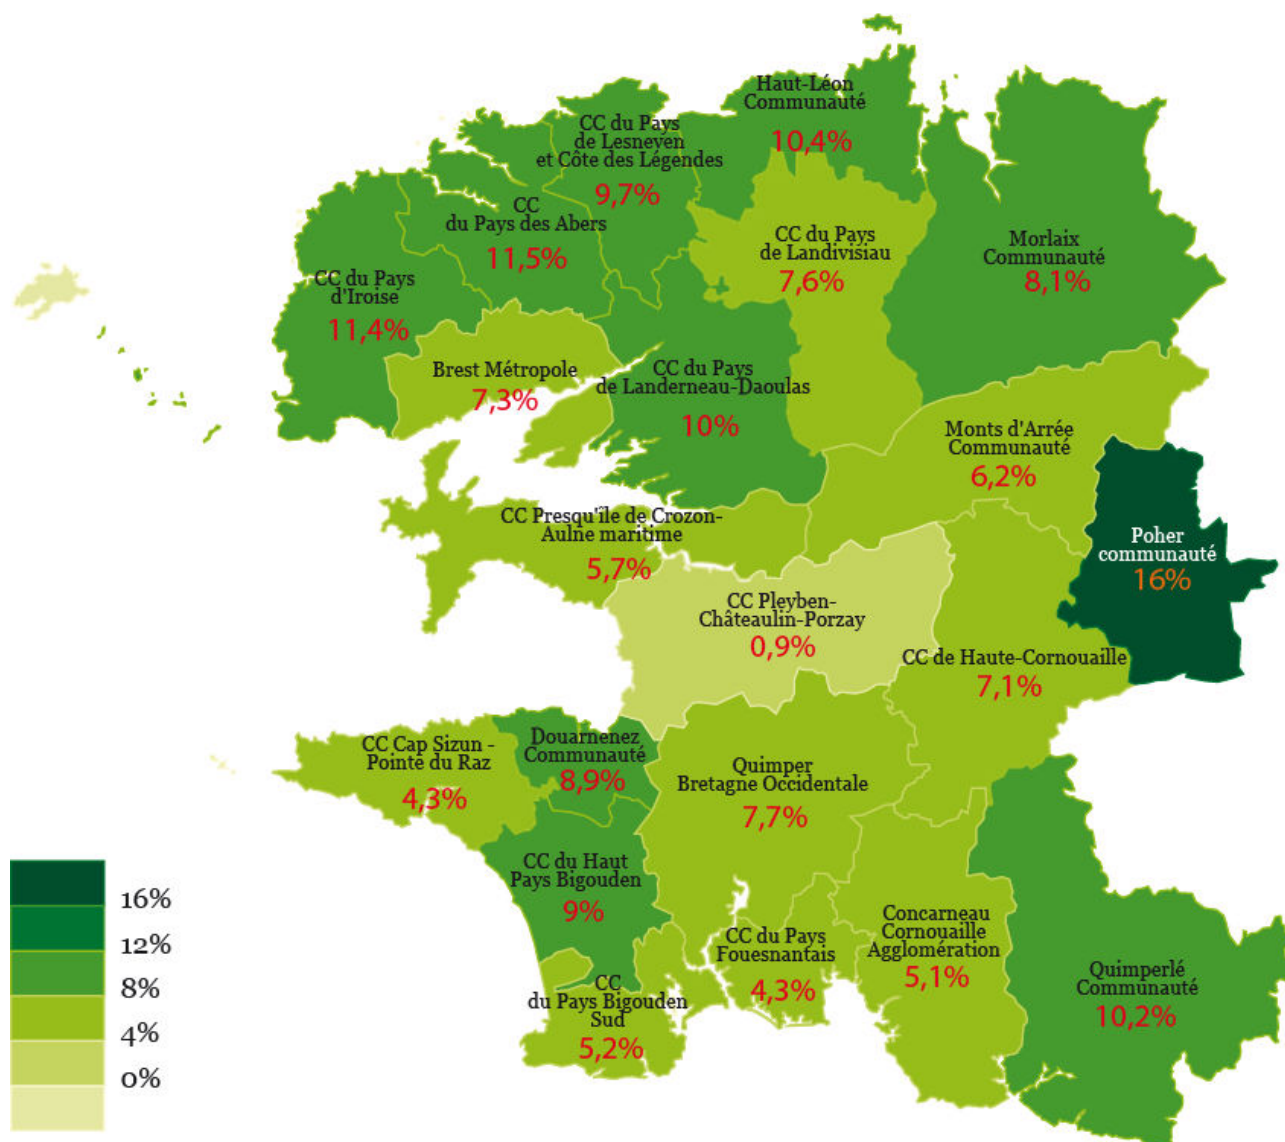 Haut-Léon
Communauté
10,4%
CC du Pays
de Lesneven
et Côte des Légendes
9,7%
CC
du Pays des Abers
11,5%
CC du Pays
de Landivisiau
7,6%
Morlaix
Communauté
8,1%
CC du Pays
d'Iroise
11,4%
Brest Métropole
7,3%
CC du Pays
de Landerneau-Daoulas
10%
Monts d'Arrée
Communauté
6,2%
CC Presqu'île de Crozon-
Aulne maritime
5,7%
Poher
communauté
16%
CC Pleyben-
Châteaulin-Porzay
0,9%
CC de Haute-Cornouaille
7,1%
CC Cap Sizun -
Pointe du Raz
4,3%
Douarnenez
Communauté
8,9%
Quimper
Bretagne Occidentale
7,7%
CC du Haut
Pays Bigouden
9%
CC du Pays
Fouesnantais
4,3%
Concarneau
Cornouaille
Agglomération
5,1%
Quimperlé
Communauté
10,2%
CC
du Pays Bigouden
Sud
5,2%
16%
12%
8%
4%
0%